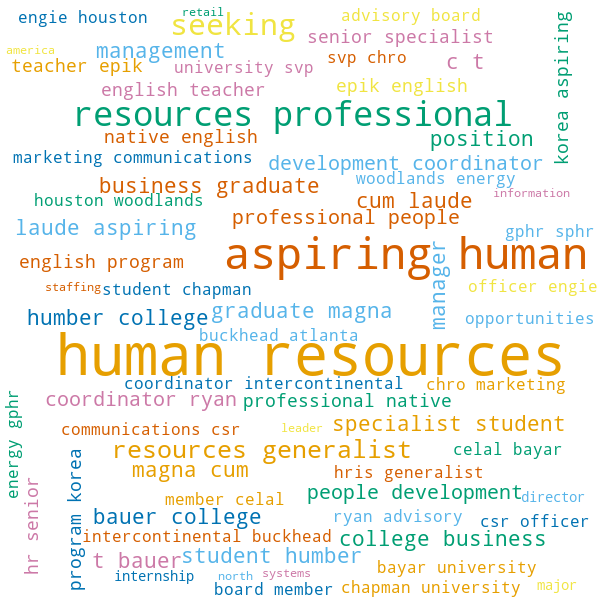 engie houston
retail
seeking
advisory board
america
management
senior specialist
teacher epik
university svp
svp chro
c t
english teacher
epik english
korea aspiring
resources professional
native english
position
marketing communications
development coordinator
business graduate
woodlands energy
houston woodlands
cum laude
information
laude aspiring
professional people
gphr sphr
aspiring human
english program
manager
staffing
student chapman
officer engie
humber college
graduate magna
opportunities
buckhead atlanta
human resources
coordinator intercontinental
chro marketing
energy gphr
coordinator ryan
professional native
communications csr
leader
specialist student
resources generalist
celal bayar
magna cum
hris generalist
hr senior
program korea
member celal
people development
director
bauer college
ryan advisory
csr officer
intercontinental buckhead
college business
t bauer
student humber
bayar university
internship
north
systems
board member
chapman university
major